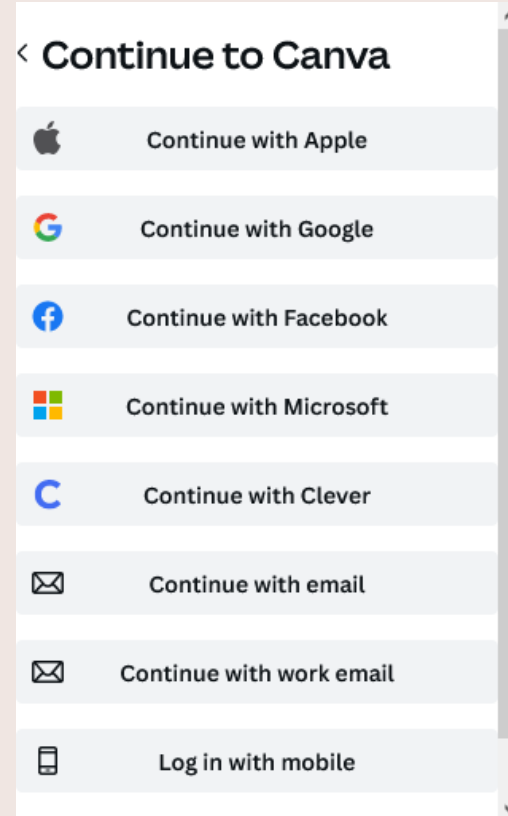 Continue to Canva
Continue with Apple
Continue with Google
Continue with Facebook
Continue with Microsoft
Continue with Clever
Continue with email
Continue with work email
Log in with mobile